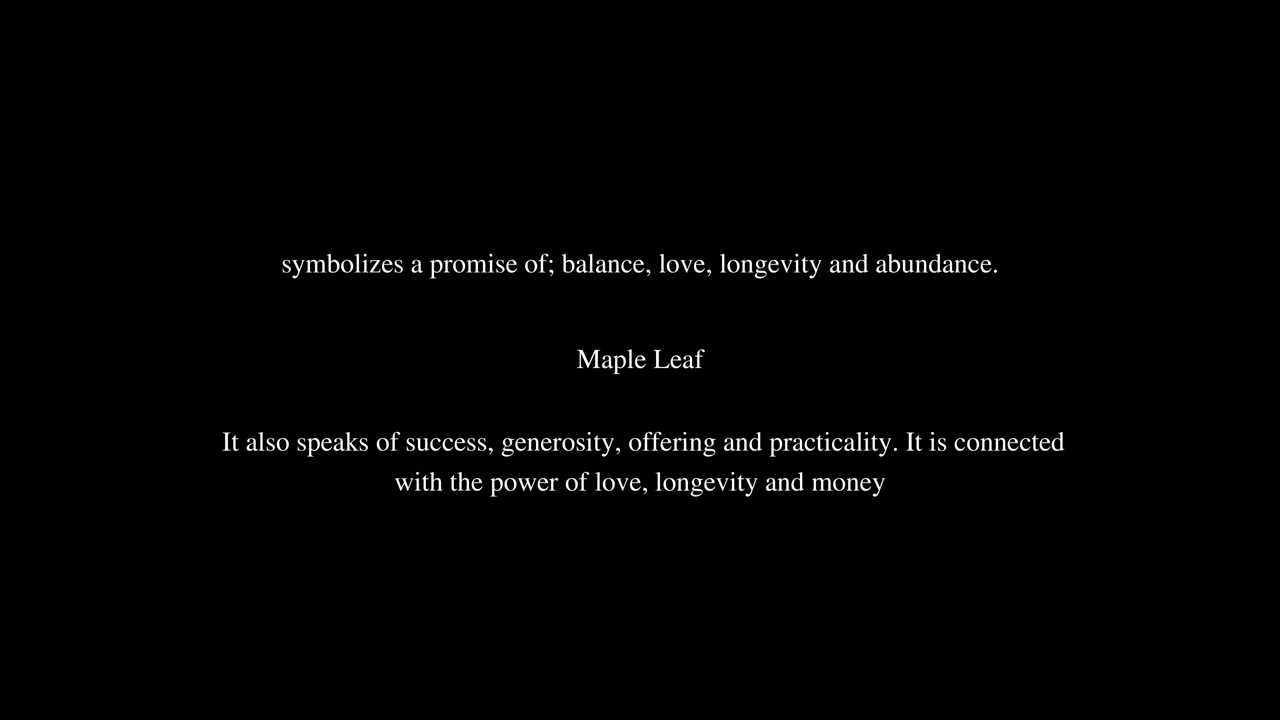 symbolizes a promise of; balance, love, longevity and abundance.
Maple Leaf
It also speaks of success, generosity, offering and practicality. It is connected
with the power of love, longevity and money